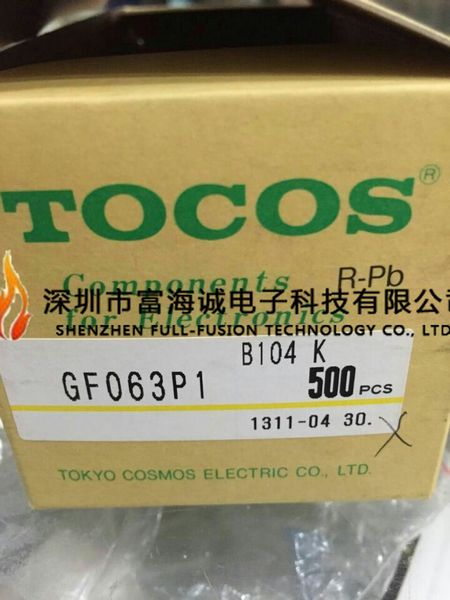 TOCOS®
Components R-Pb
for Electronics
深圳市富海诚电子科技有限公司
SHENZHEN FULL-FUSION TECHNOLOGY CO., LTD
B104 K
GF063P1 500 PCS
1311-04 30. X
TOKYO COSMOS ELECTRIC CO., LTD.